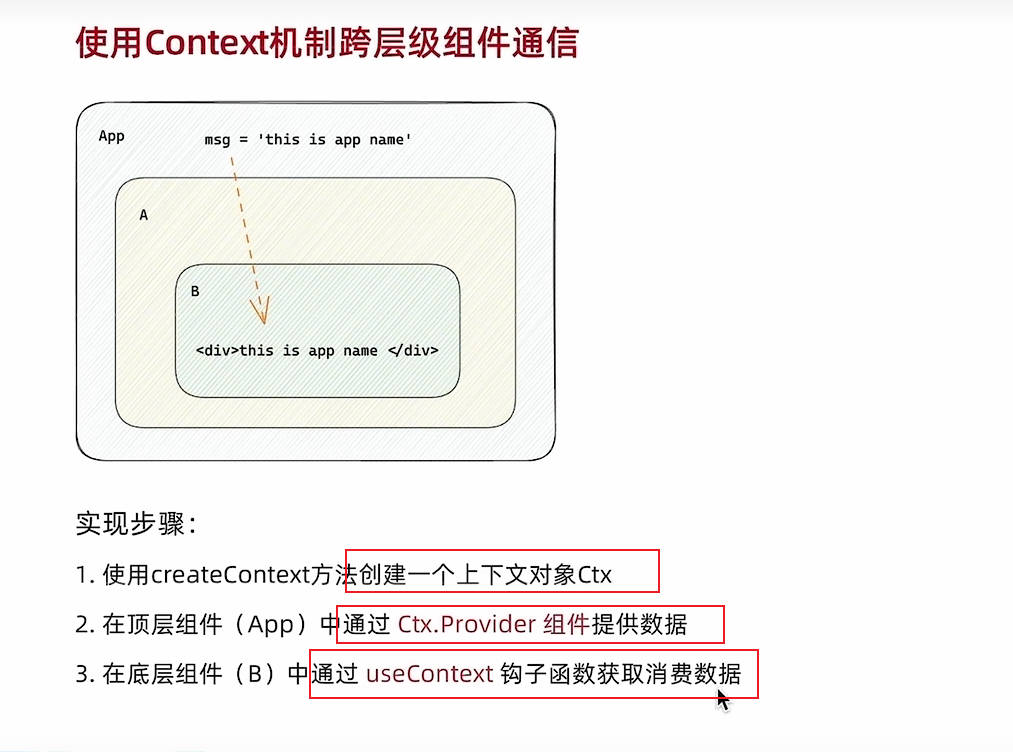 使用Context机制跨层级组件通信
App
msg = 'this is app name'
A
B
<div>this is app name </div>
实现步骤：
1. 使用createContext方法创建一个上下文对象Ctx
2. 在顶层组件（App）中通过 Ctx.Provider 组件提供数据
3. 在底层组件（B）中通过 useContext 钩子函数获取消费数据